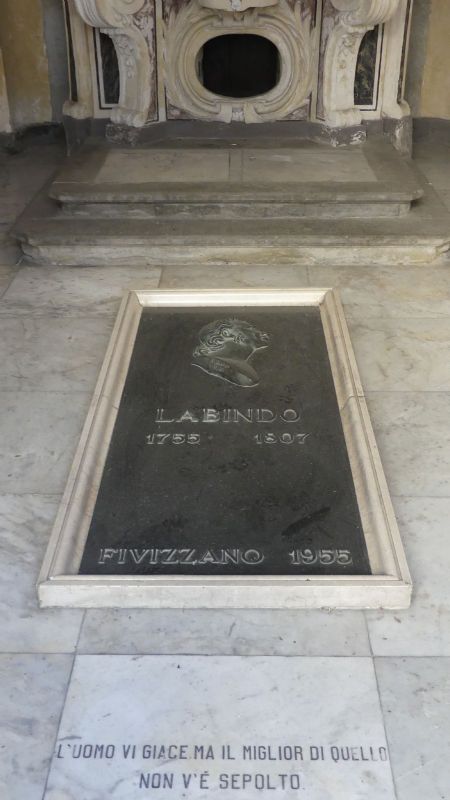 LABINDO
1755 1807
FIVIZZANO 1955
L'UOMO VI GIACE MA IL MIGLIOR DI QUELLO
NON V'É SEPOLTO.